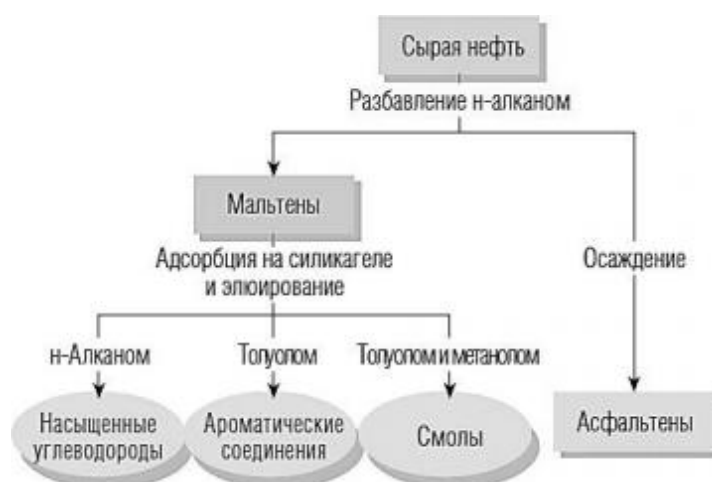 Сырая нефть
Разбавление н-алканом
Мальтены
Адсорбция на силикагеле
и элюирование
Осаждение
н-Алканом
Толуолом
Толуолом и метанолом
Насыщенные
углеводороды
Ароматические
соединения
Смолы
Асфальтены